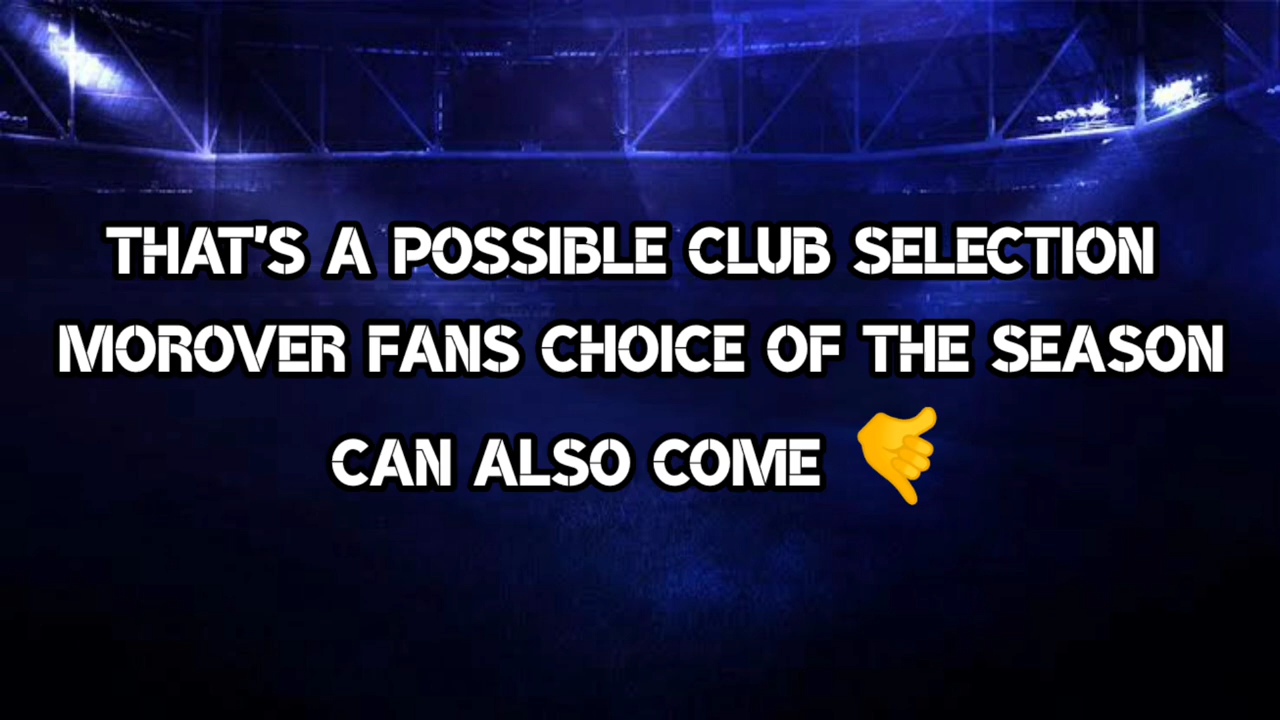 THAT'S A POSSIBLE CLUB SELECTION
MOROVER FANS CHOICE OF THE SEASON
CAN ALSO COME 🤙